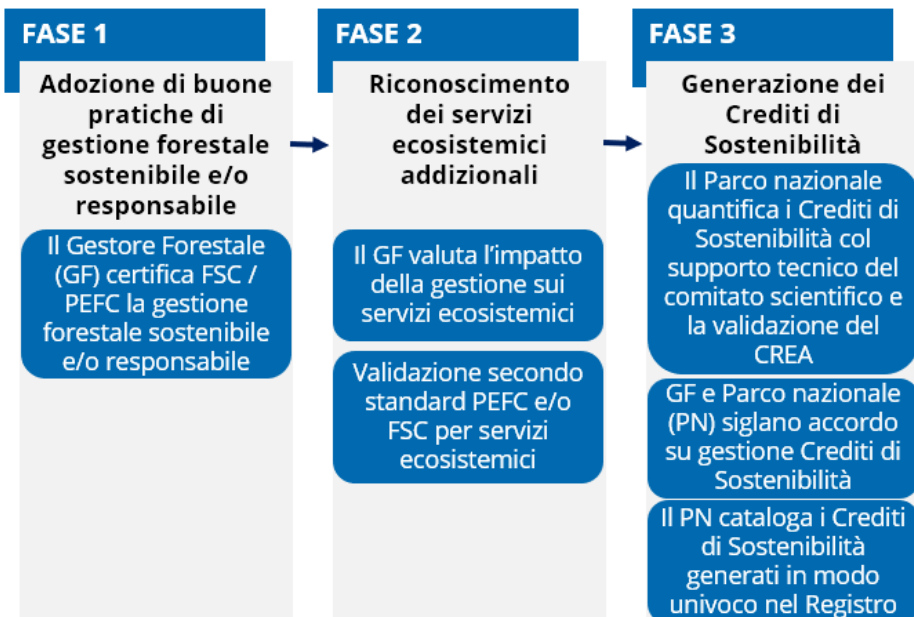 FASE 1
Adozione di buone
pratiche di
gestione forestale
sostenibile e/o
responsabile
Il Gestore Forestale
(GF) certifica FSC /
PEFC la gestione
forestale sostenibile
e/o responsabile
FASE 2
Riconoscimento
dei servizi
ecosistemici
addizionali
Il GF valuta l'impatto
della gestione sui
servizi ecosistemici
Validazione secondo
standard PEFC e/o
FSC per servizi
ecosistemici
FASE 3
Generazione dei
Crediti di
Sostenibilità
Il Parco nazionale
quantifica i Crediti di
Sostenibilità col
supporto tecnico del
comitato scientifico e
la validazione del
CREA
GF e Parco nazionale
(PN) siglano accordo
su gestione Crediti di
Sostenibilità
Il PN cataloga i Crediti
di Sostenibilità
generati in modo
univoco nel Registro